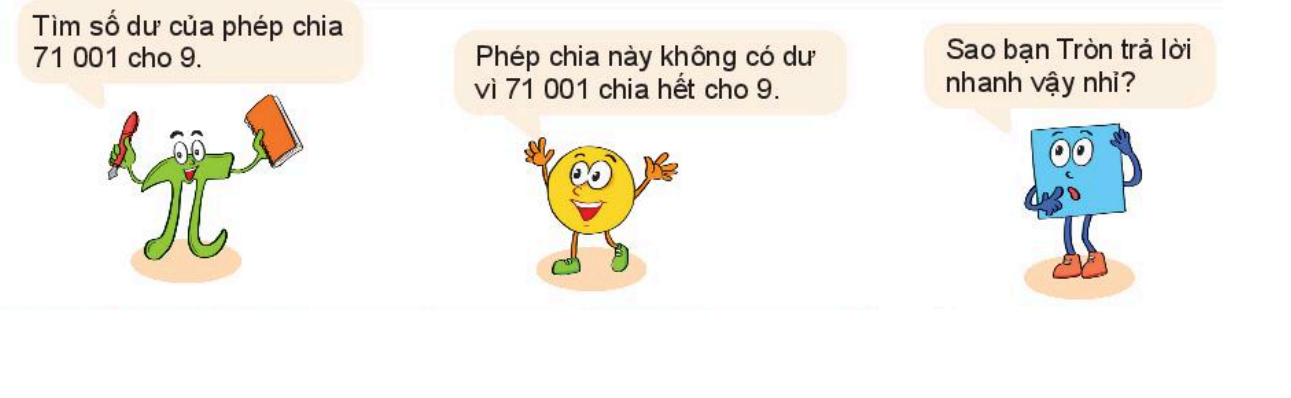 Tìm số dư của phép chia
71 001 cho 9.
Phép chia này không có dư
vì 71 001 chia hết cho 9.
Sao bạn Tròn trả lời
nhanh vậy nhỉ?